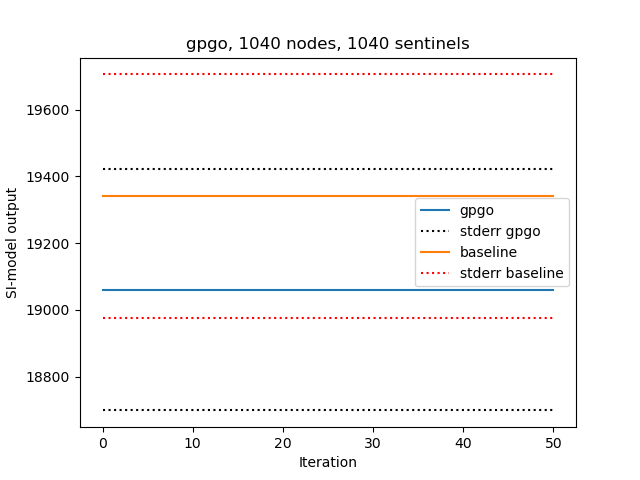 gpgo, 1040 nodes, 1040 sentinels
19600
19400
19200
19000
18800
SI-model output
gpgo
stderr gpgo
baseline
stderr baseline
0 10 20 30 40 50
Iteration